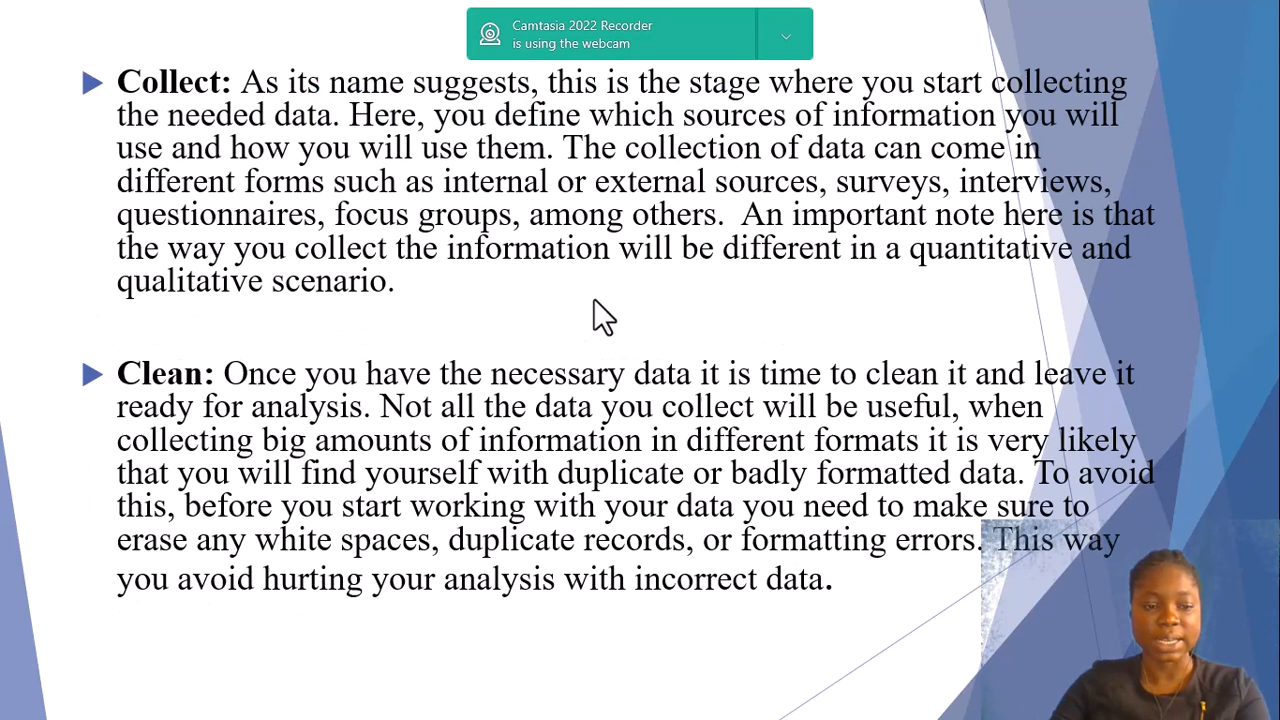 Camtasia 2022 Recorder
is using the webcam
Collect: As its name suggests, this is the stage where you start collecting
the needed data. Here, you define which sources of information you will
use and how you will use them. The collection of data can come in
different forms such as internal or external sources, surveys, interviews,
questionnaires, focus groups, among others. An important note here is that
the way you collect the information will be different in a quantitative and
qualitative scenario.
Clean: Once you have the necessary data it is time to clean it and leave it
ready for analysis. Not all the data you collect will be useful, when
collecting big amounts of information in different formats it is very likely
that you will find yourself with duplicate or badly formatted data. To avoid
this, before you start working with your data you need to make sure to
erase any white spaces, duplicate records, or formatting errors. This way
you avoid hurting your analysis with incorrect data.